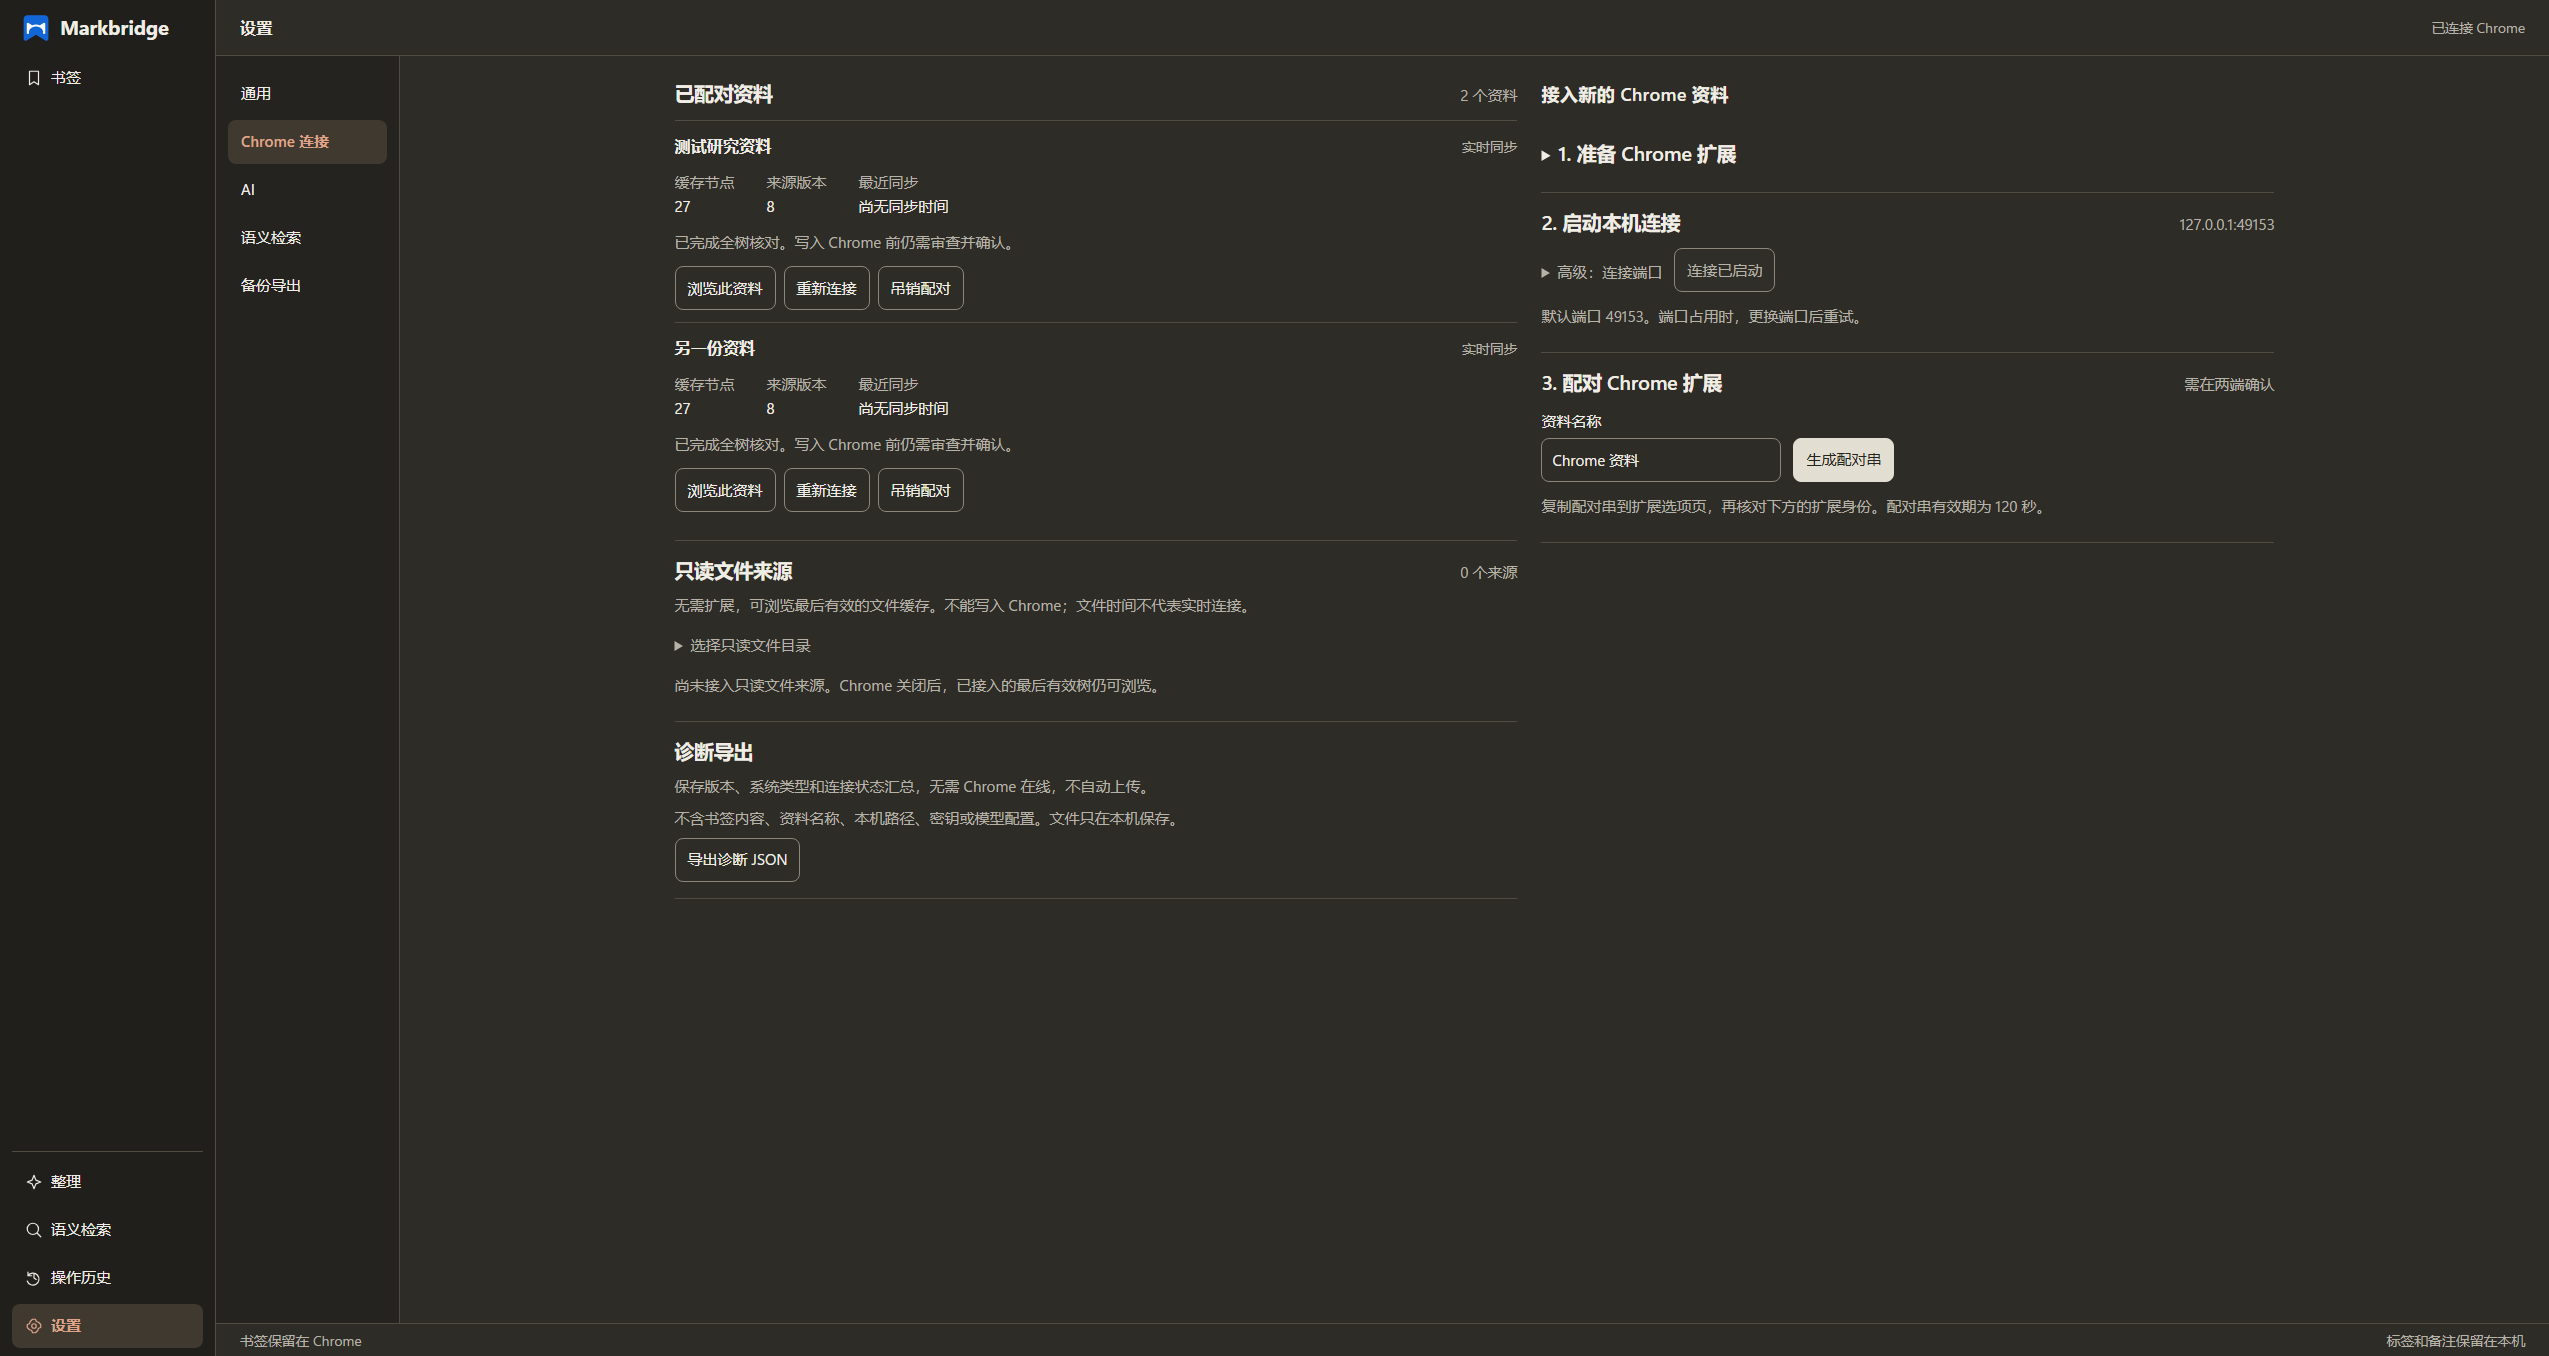 Markbridge
书签
整理
语义检索
操作历史
设置
设置
已连接 Chrome
通用
Chrome 连接
AI
语义检索
备份导出
已配对资料
2 个资料
测试研究资料
实时同步
缓存节点 来源版本 最近同步
27 8 尚无同步时间
已完成全树核对。写入 Chrome 前仍需审查并确认。
浏览此资料 重新连接 吊销配对
另一份资料
实时同步
缓存节点 来源版本 最近同步
27 8 尚无同步时间
已完成全树核对。写入 Chrome 前仍需审查并确认。
浏览此资料 重新连接 吊销配对
只读文件来源
0 个来源
无需扩展，可浏览最后有效的文件缓存。不能写入 Chrome；文件时间不代表实时连接。
选择只读文件目录
尚未接入只读文件来源。Chrome 关闭后，已接入的最后有效树仍可浏览。
诊断导出
保存版本、系统类型和连接状态汇总，无需 Chrome 在线，不自动上传。
不含书签内容、资料名称、本机路径、密钥或模型配置。文件只在本机保存。
导出诊断 JSON
接入新的 Chrome 资料
1. 准备 Chrome 扩展
2. 启动本机连接
127.0.0.1:49153
高级：连接端口 连接已启动
默认端口 49153。端口占用时，更换端口后重试。
3. 配对 Chrome 扩展
需在两端确认
资料名称
Chrome 资料 生成配对串
复制配对串到扩展选项页，再核对下方的扩展身份。配对串有效期为 120 秒。
书签保留在 Chrome
标签和备注保留在本机